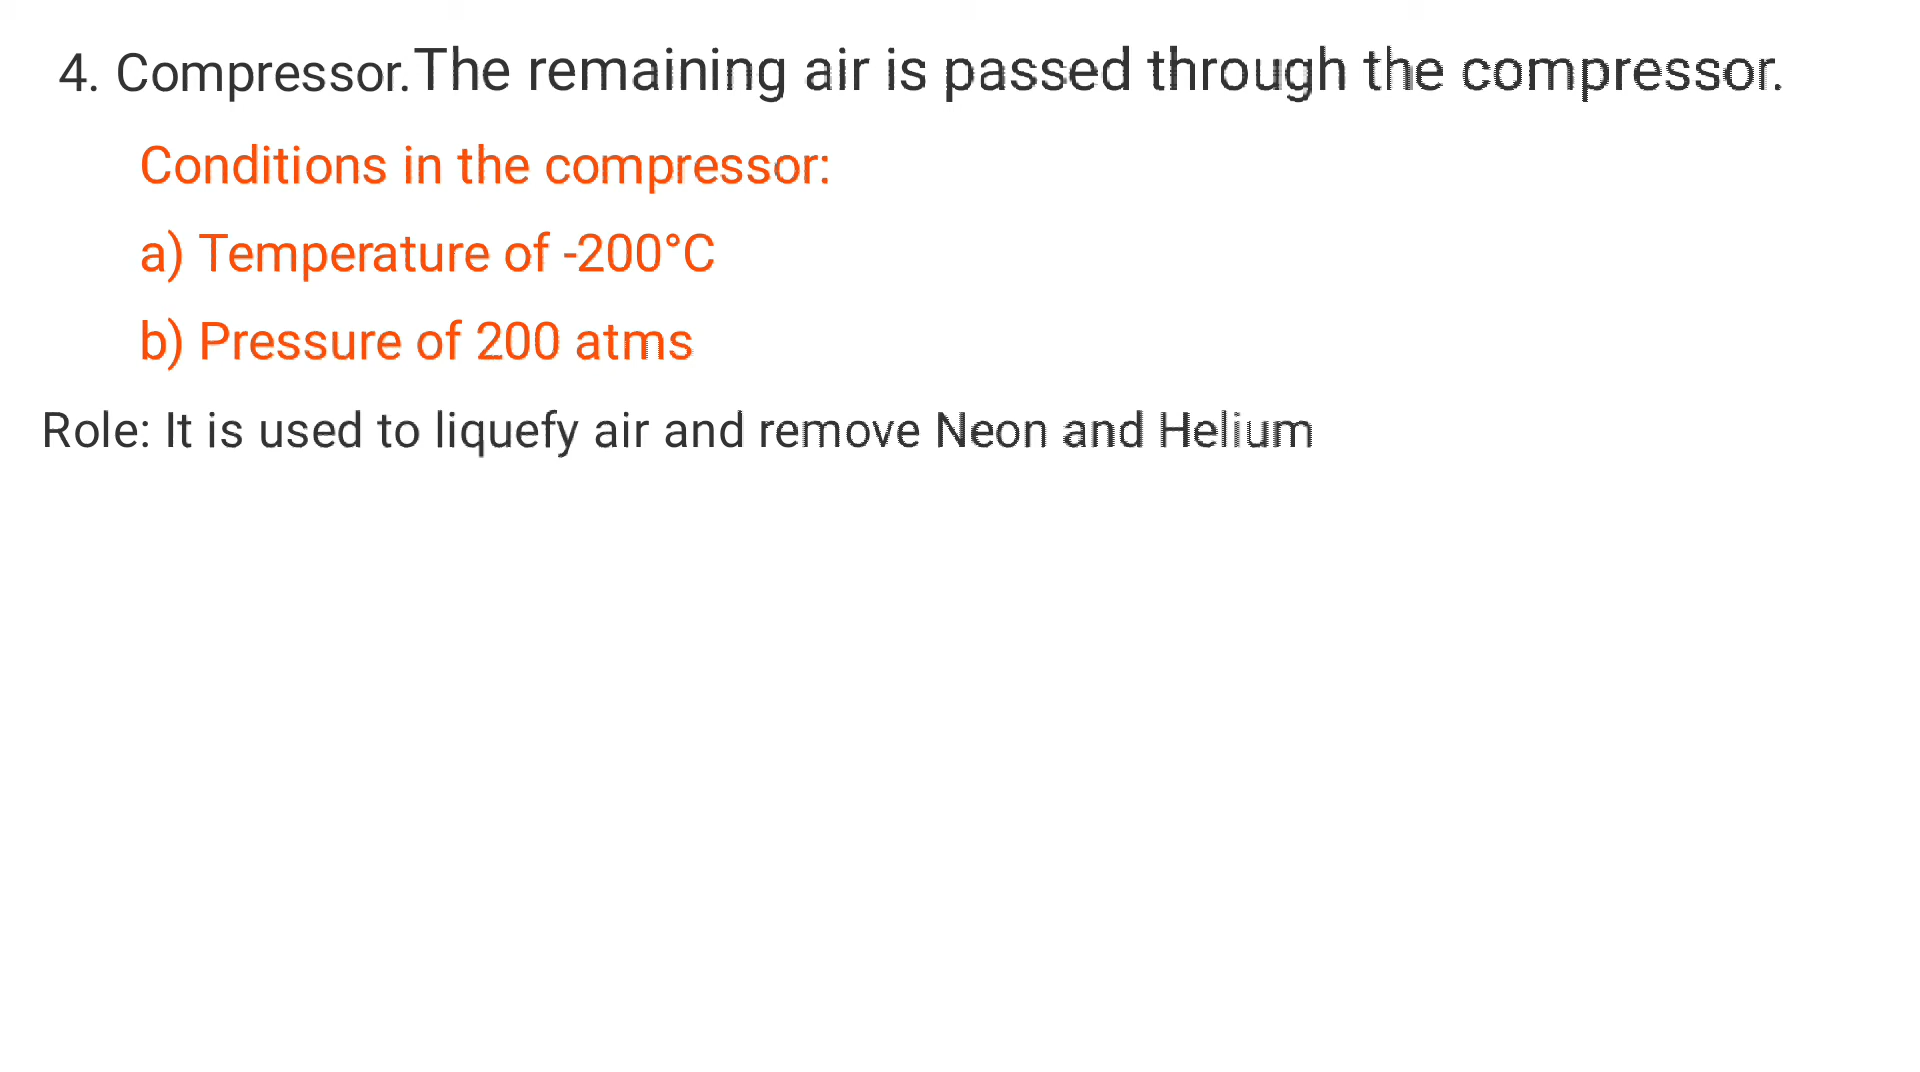 4. Compressor. The remaining air is passed through the compressor.
Conditions in the compressor:
a) Temperature of -200°C
b) Pressure of 200 atms
Role: It is used to liquefy air and remove Neon and Helium